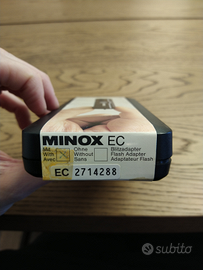 MINOX EC
Mit Ohne Blitzadapter
With Without Flash Adapter
Avec Sans Adaptateur Flash
EC 2714288
subito